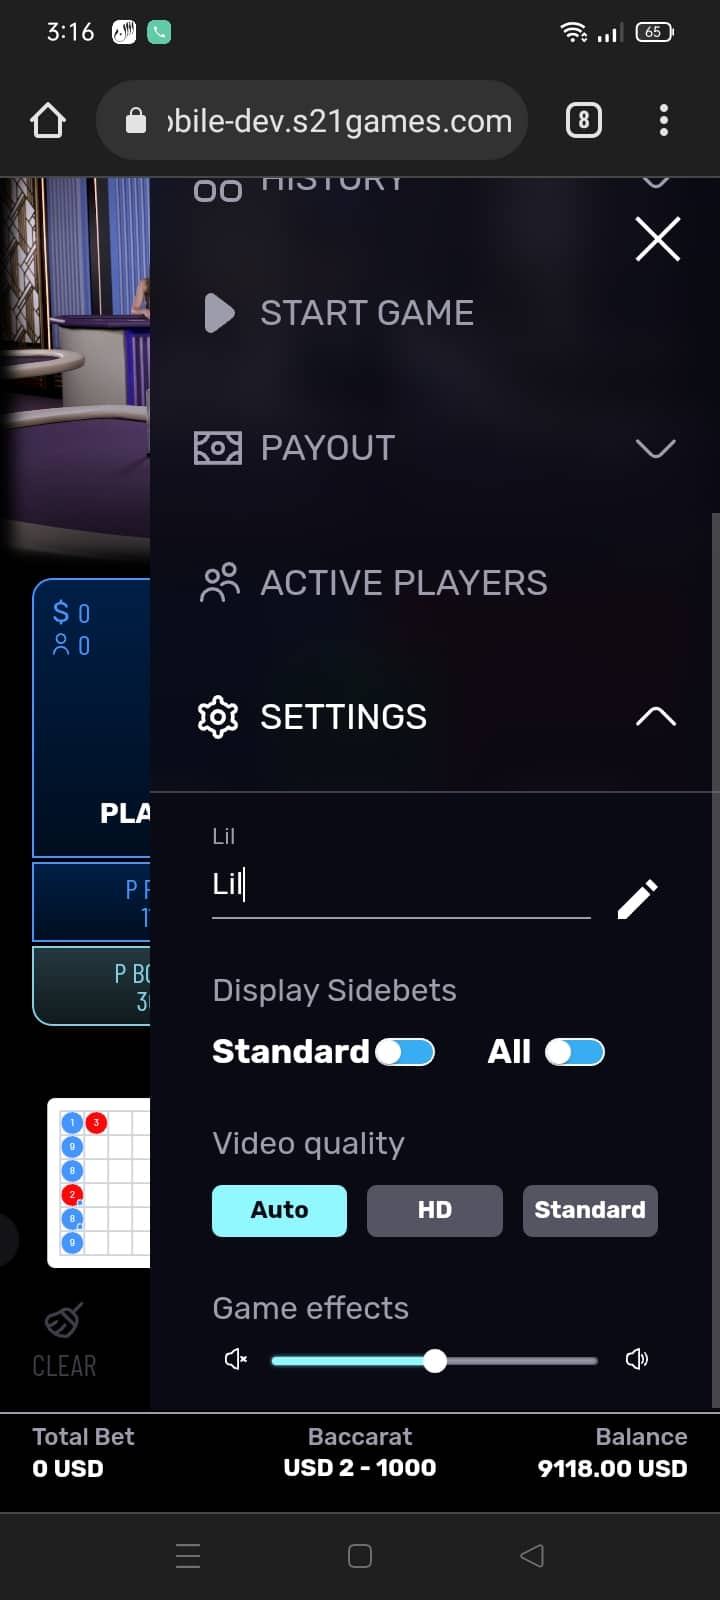 3:16
65
obile-dev.s21games.com
8
HISTORY
START GAME
PAYOUT
ACTIVE PLAYERS
SETTINGS
$ 0
0
PLA
P P
1
P BO
3
Lil
Lil
Display Sidebets
Standard All
Video quality
Auto HD Standard
Game effects
1 3
9
8
2
8
9
CLEAR
Total Bet Baccarat Balance
0 USD USD 2 - 1000 9118.00 USD